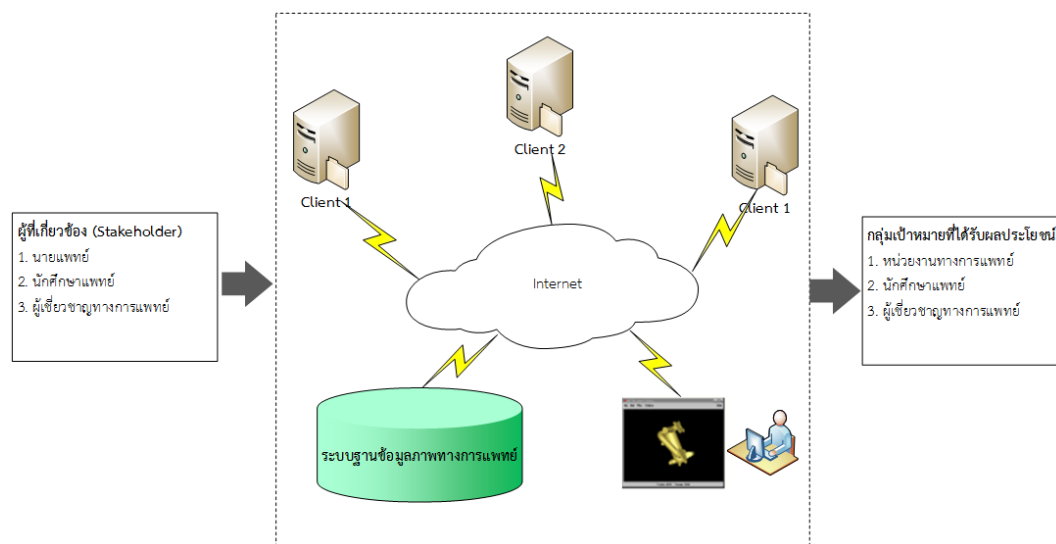 Client 2
Client 1
Client 1
ผู้ที่เกี่ยวข้อง (Stakeholder)
1. นายแพทย์
2. นักศึกษาแพทย์
3. ผู้เชี่ยวชาญทางการแพทย์
Internet
กลุ่มเป้าหมายที่ได้รับผลประโยชน์
1. หน่วยงานทางการแพทย์
2. นักศึกษาแพทย์
3. ผู้เชี่ยวชาญทางการแพทย์
ระบบฐานข้อมูลภาพทางการแพทย์